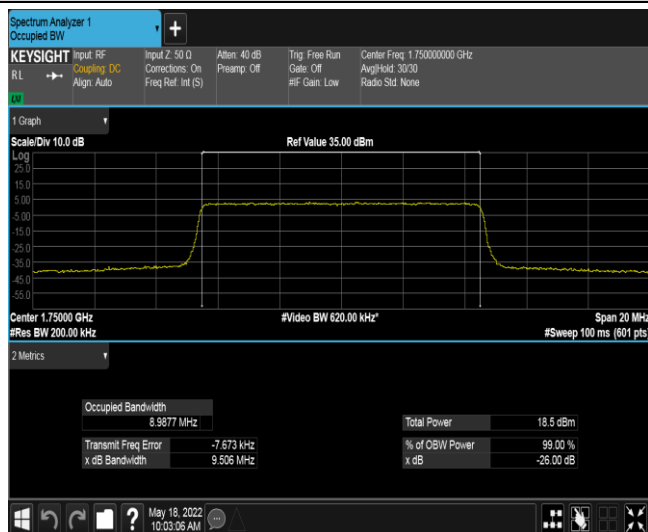 Spectrum Analyzer 1
Occupied BW
+
KEYSIGHT
RL
LM
Input: RF
Coupling: DC
Align: Auto
Input Z: 50 Ω
Corrections: On
Freq Ref: Int (S)
Atten: 40 dB
Preamp: Off
Trig: Free Run
Gate: Off
#IF Gain: Low
Center Freq: 1.750000000 GHz
Avg|Hold: 30/30
Radio Std: None
1 Graph
Scale/Div 10.0 dB
Ref Value 35.00 dBm
Log
25.0
15.0
5.00
-5.00
-15.0
-25.0
-35.0
-45.0
-55.0
Center 1.75000 GHz
#Video BW 620.00 kHz*
Span 20 MHz
#Res BW 200.00 kHz
#Sweep 100 ms (601 pts)
2 Metrics
Occupied Bandwidth
8.9877 MHz
Total Power 18.5 dBm
Transmit Freq Error -7.673 kHz
% of OBW Power 99.00 %
x dB Bandwidth 9.506 MHz
x dB -26.00 dB
?
May 18, 2022
10:03:06 AM